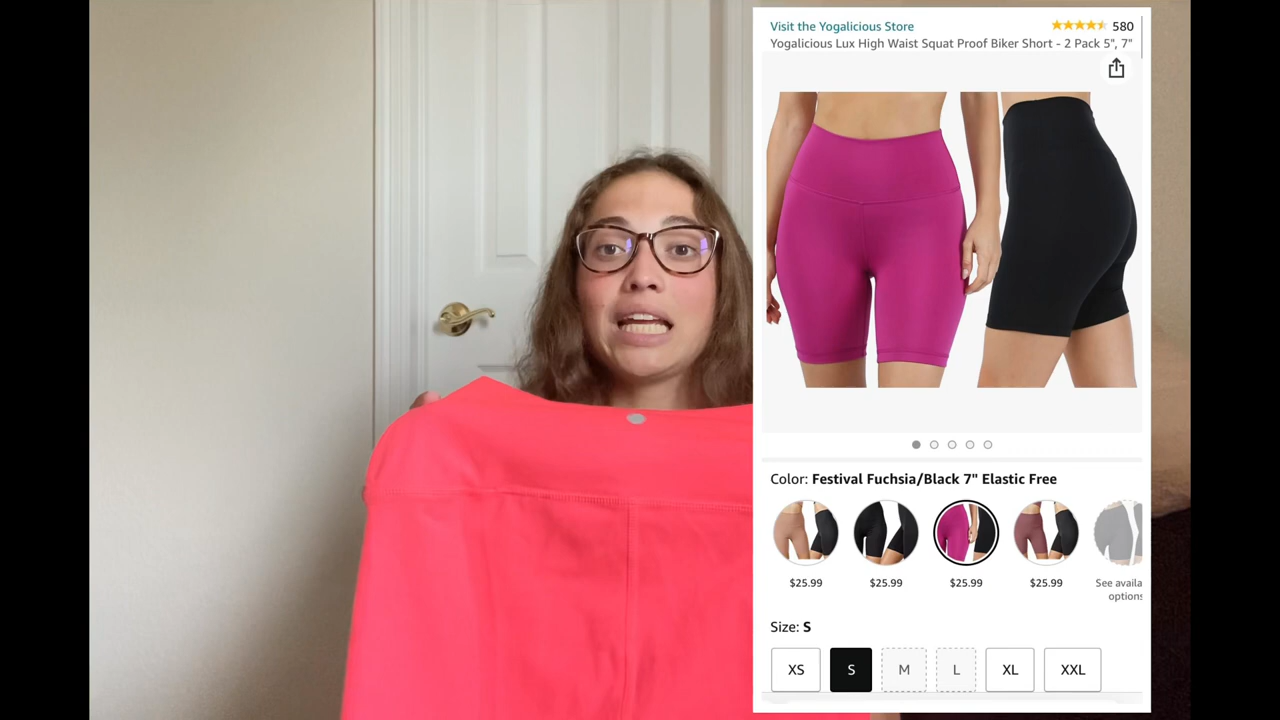 Visit the Yogalicious Store
580
Yogalicious Lux High Waist Squat Proof Biker Short - 2 Pack 5", 7"
Color: Festival Fuchsia/Black 7" Elastic Free
$25.99 $25.99 $25.99 $25.99 See availa
options
Size: S
XS S M L XL XXL